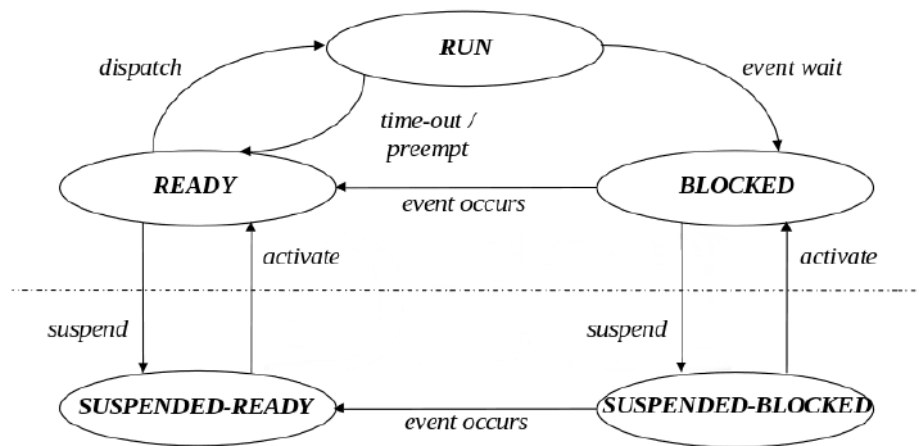 RUN
dispatch
event wait
time-out /
preempt
READY
BLOCKED
event occurs
activate
activate
suspend
suspend
SUSPENDED-READY
SUSPENDED-BLOCKED
event occurs